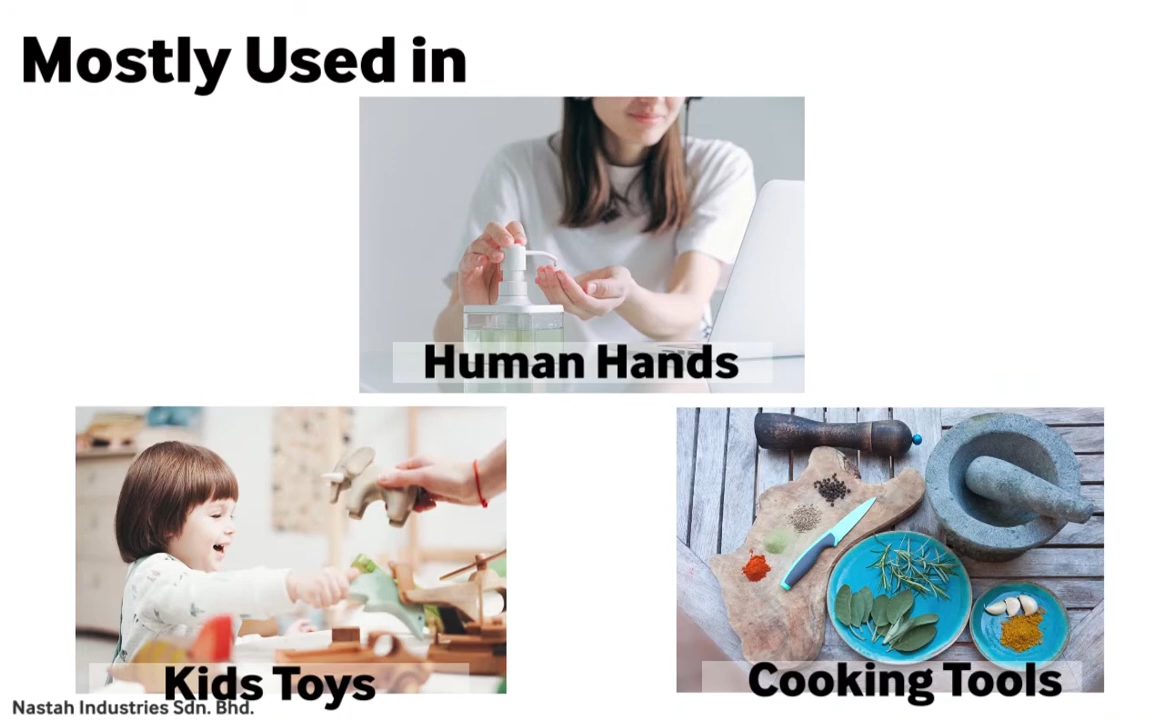 Mostly Used in
Human Hands
Kids Toys
Cooking Tools
Nastah Industries Sdn. Bhd.